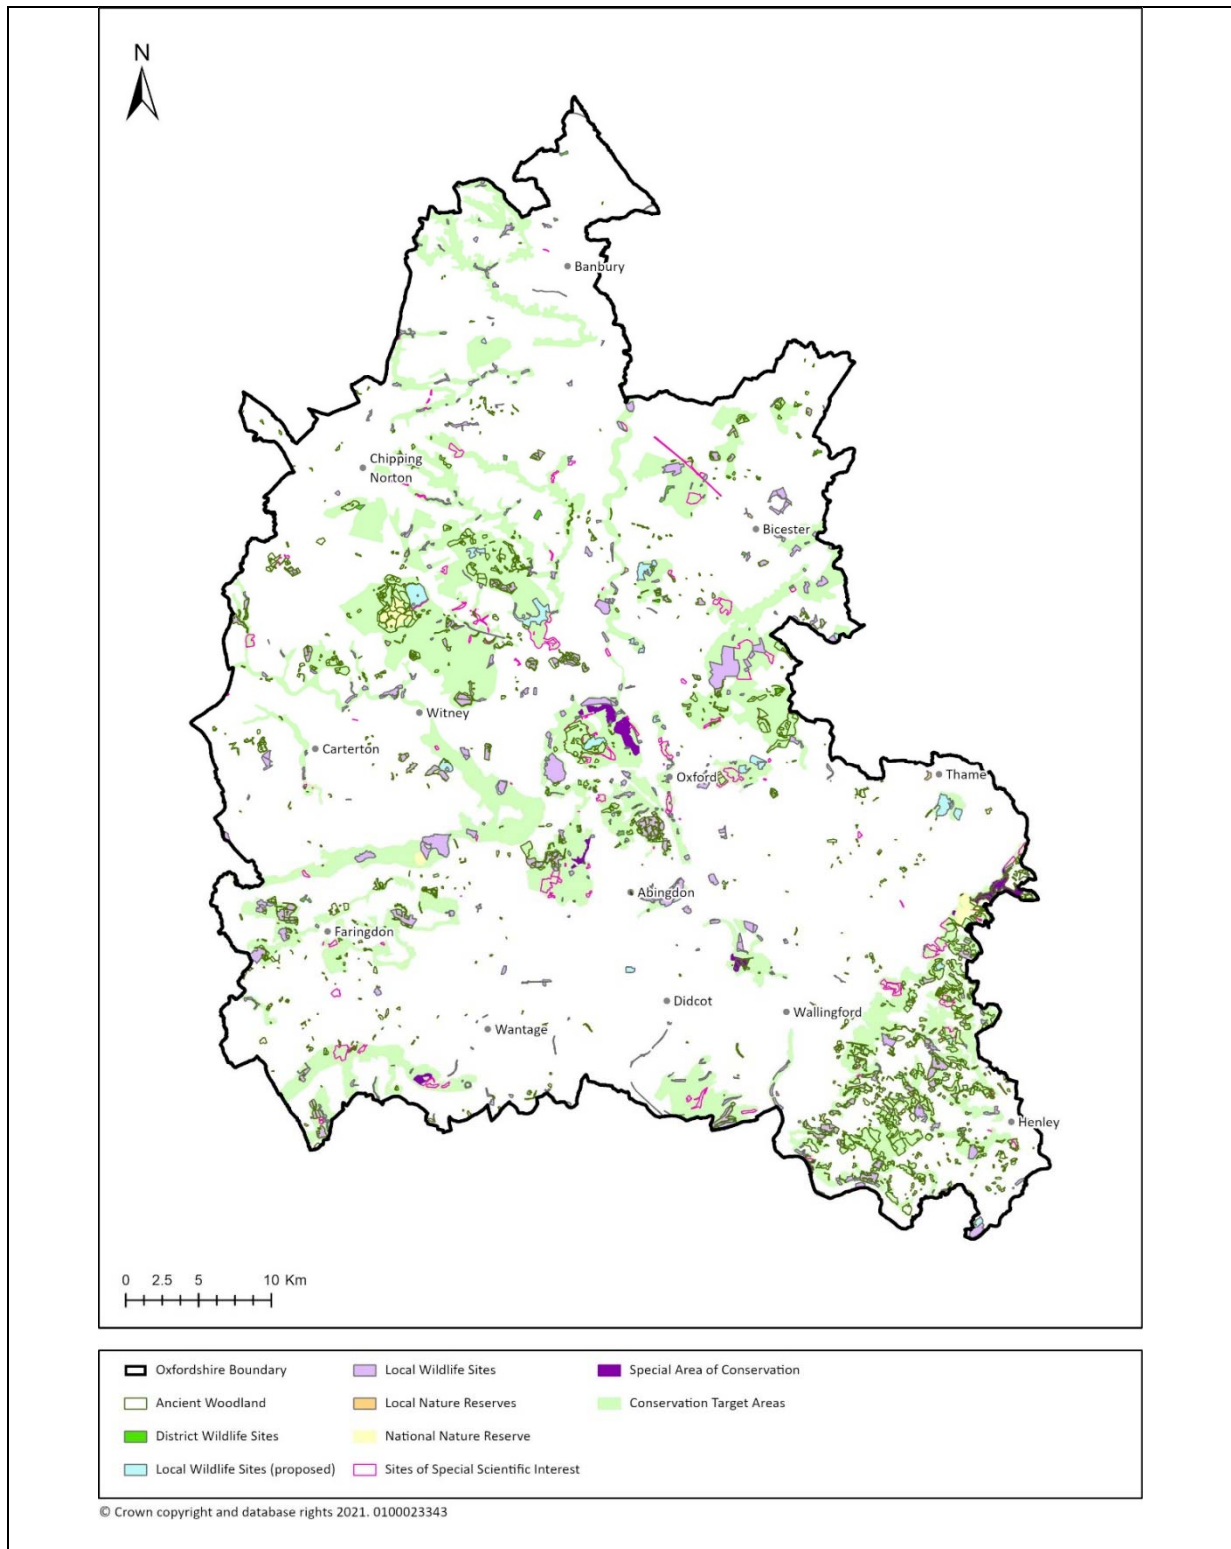 N
Banbury
Chipping
Norton
Bicester
Witney
Carterton
Oxford
Thame
Abingdon
Faringdon
Didcot
Wallingford
Wantage
Henley
0 2.5 5 10 Km
Oxfordshire Boundary
Ancient Woodland
District Wildlife Sites
Local Wildlife Sites (proposed)
Local Wildlife Sites
Local Nature Reserves
National Nature Reserve
Sites of Special Scientific Interest
Special Area of Conservation
Conservation Target Areas
© Crown copyright and database rights 2021. 0100023343